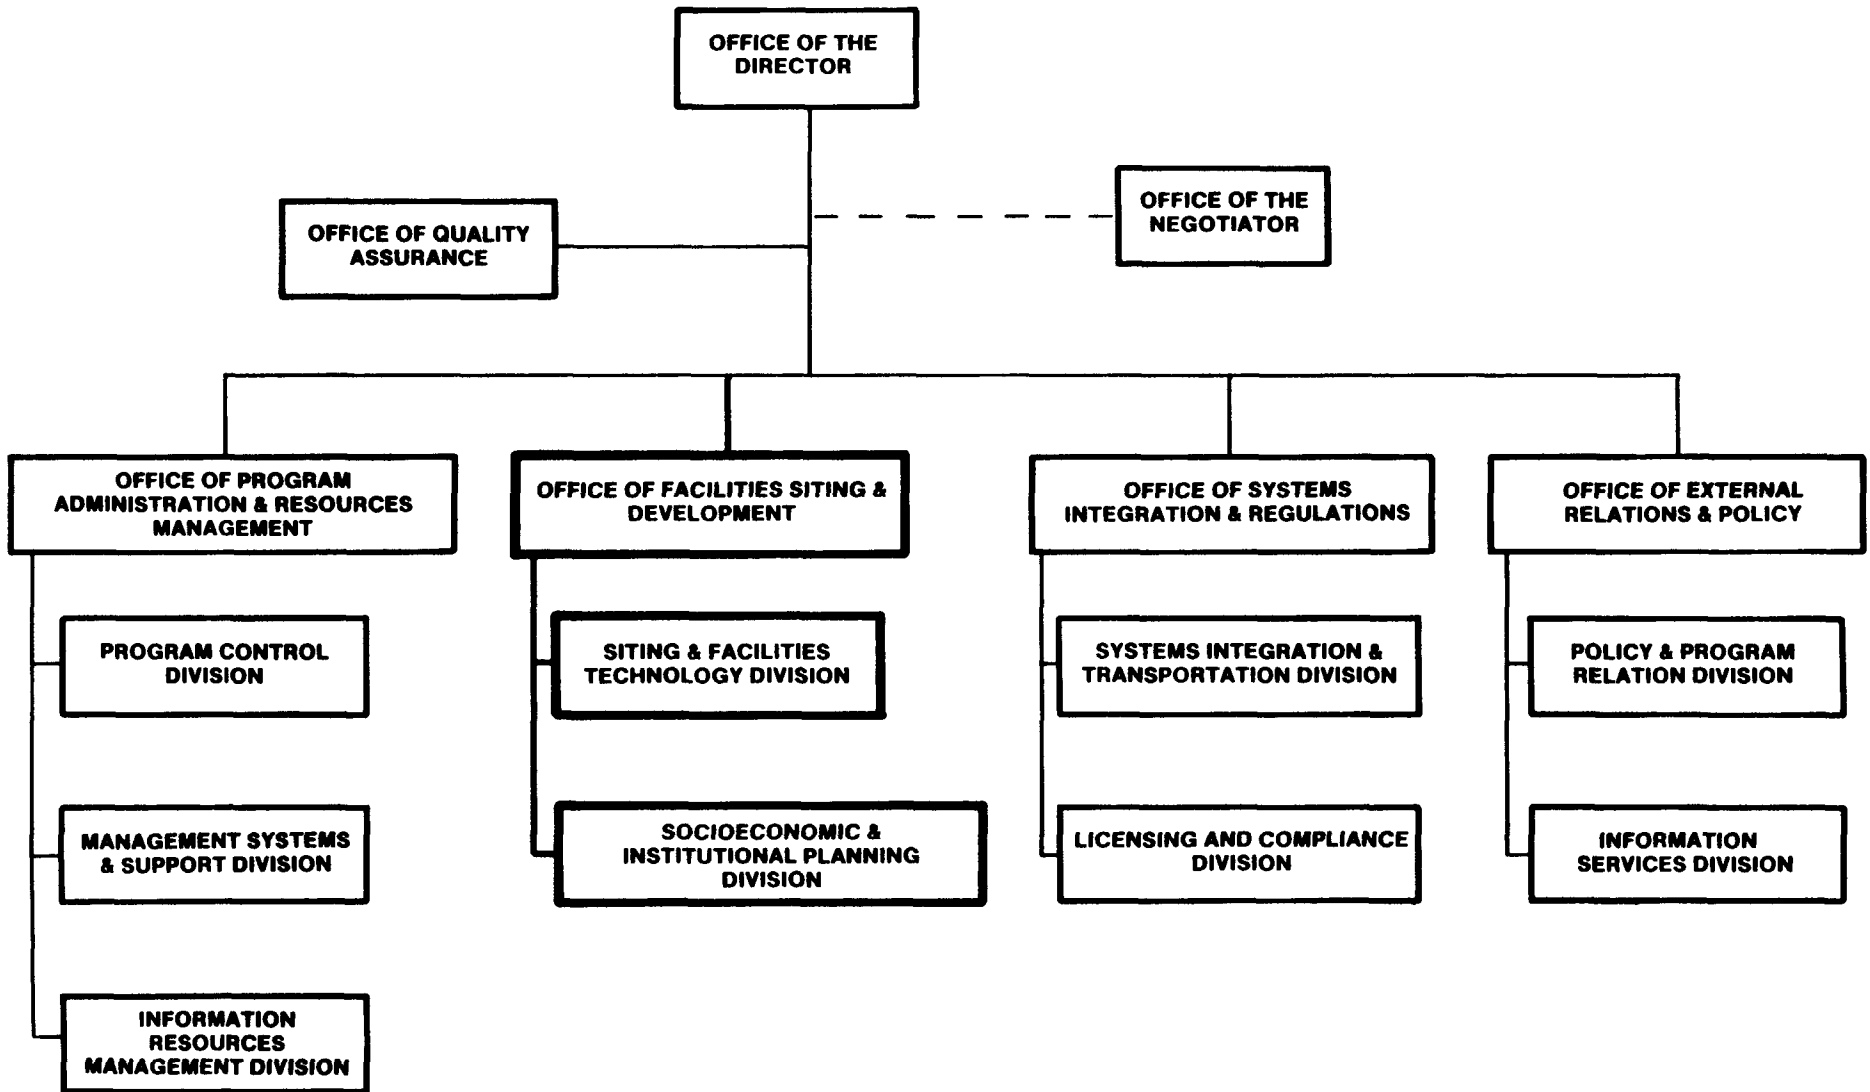 OFFICE OF THE
DIRECTOR
OFFICE OF THE
NEGOTIATOR
OFFICE OF QUALITY
ASSURANCE
OFFICE OF PROGRAM
ADMINISTRATION & RESOURCES
MANAGEMENT
OFFICE OF FACILITIES SITING &
DEVELOPMENT
OFFICE OF SYSTEMS
INTEGRATION & REGULATIONS
OFFICE OF EXTERNAL
RELATIONS & POLICY
PROGRAM CONTROL
DIVISION
SITING & FACILITIES
TECHNOLOGY DIVISION
SYSTEMS INTEGRATION &
TRANSPORTATION DIVISION
POLICY & PROGRAM
RELATION DIVISION
MANAGEMENT SYSTEMS
& SUPPORT DIVISION
SOCIOECONOMIC &
INSTITUTIONAL PLANNING
DIVISION
LICENSING AND COMPLIANCE
DIVISION
INFORMATION
SERVICES DIVISION
INFORMATION
RESOURCES
MANAGEMENT DIVISION